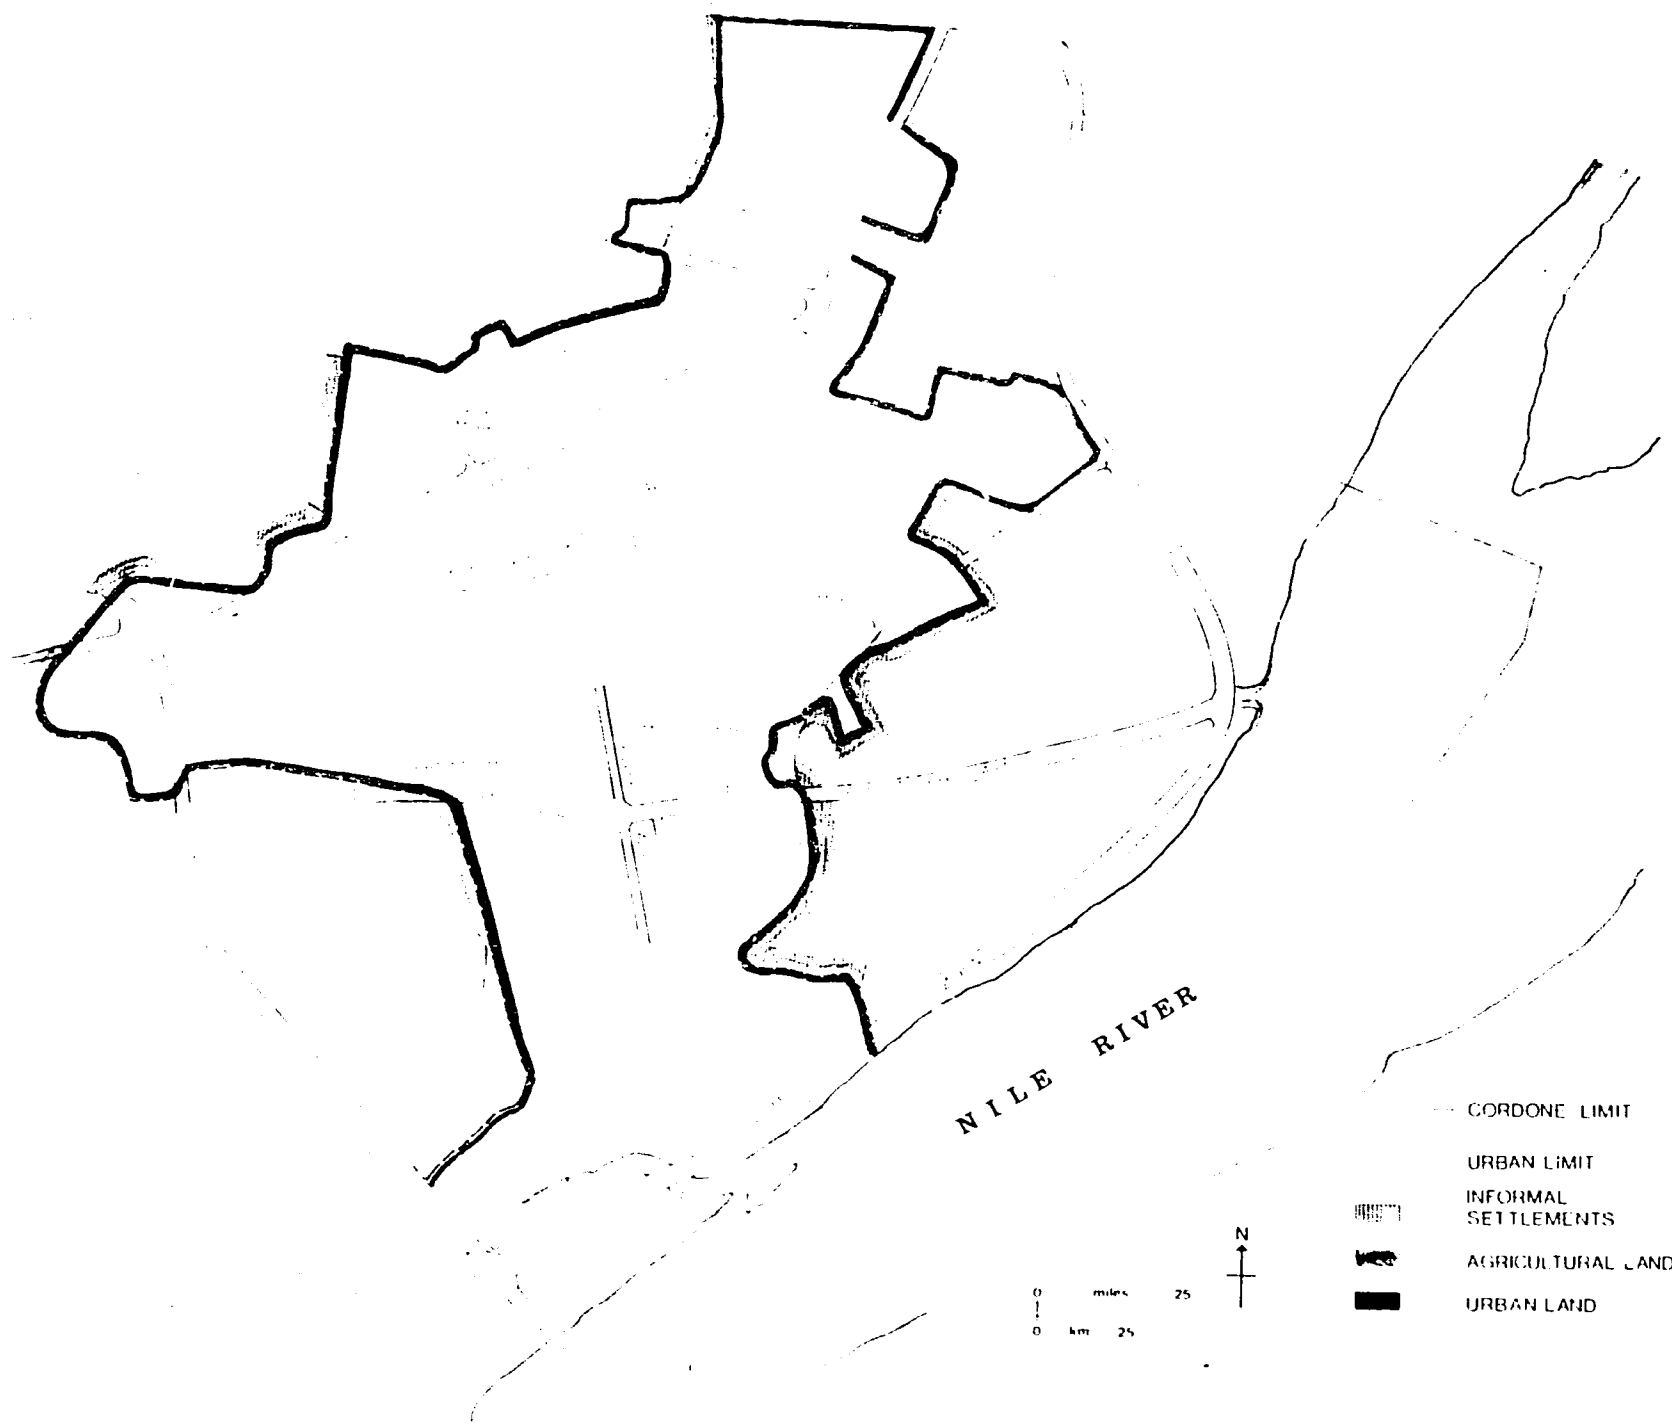 NILE RIVER
CORDONE LIMIT
URBAN LIMIT
INFORMAL
SETTLEMENTS
AGRICULTURAL LAND
URBAN LAND
N
0 miles 25
0 km 25